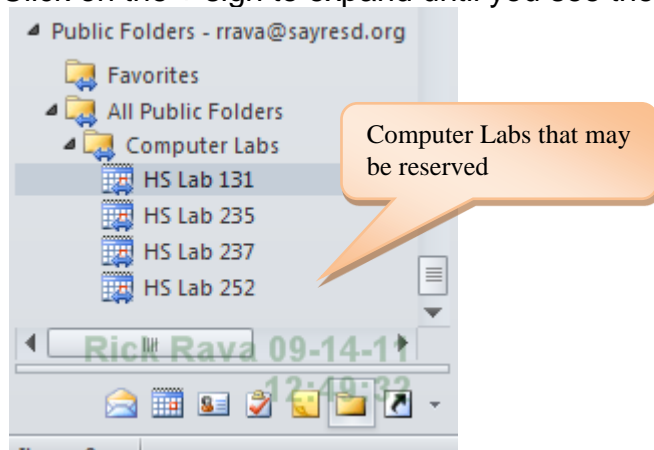 Click on the sign to expand until you see the
Public Folders - rrava@sayresd.org
Favorites
All Public Folders
Computer Labs
HS Lab 131
HS Lab 235
HS Lab 237
HS Lab 252
Computer Labs that may
be reserved
Rick Rava 09-14-11
12:49:32